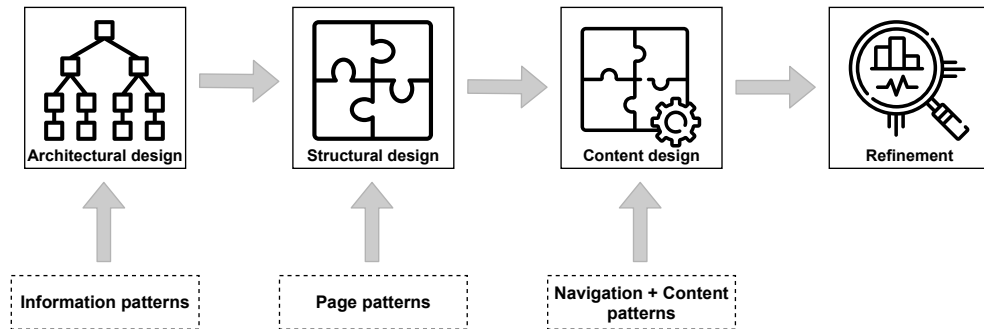 Architectural design
Structural design
Content design
Refinement
Information patterns
Page patterns
Navigation + Content
patterns